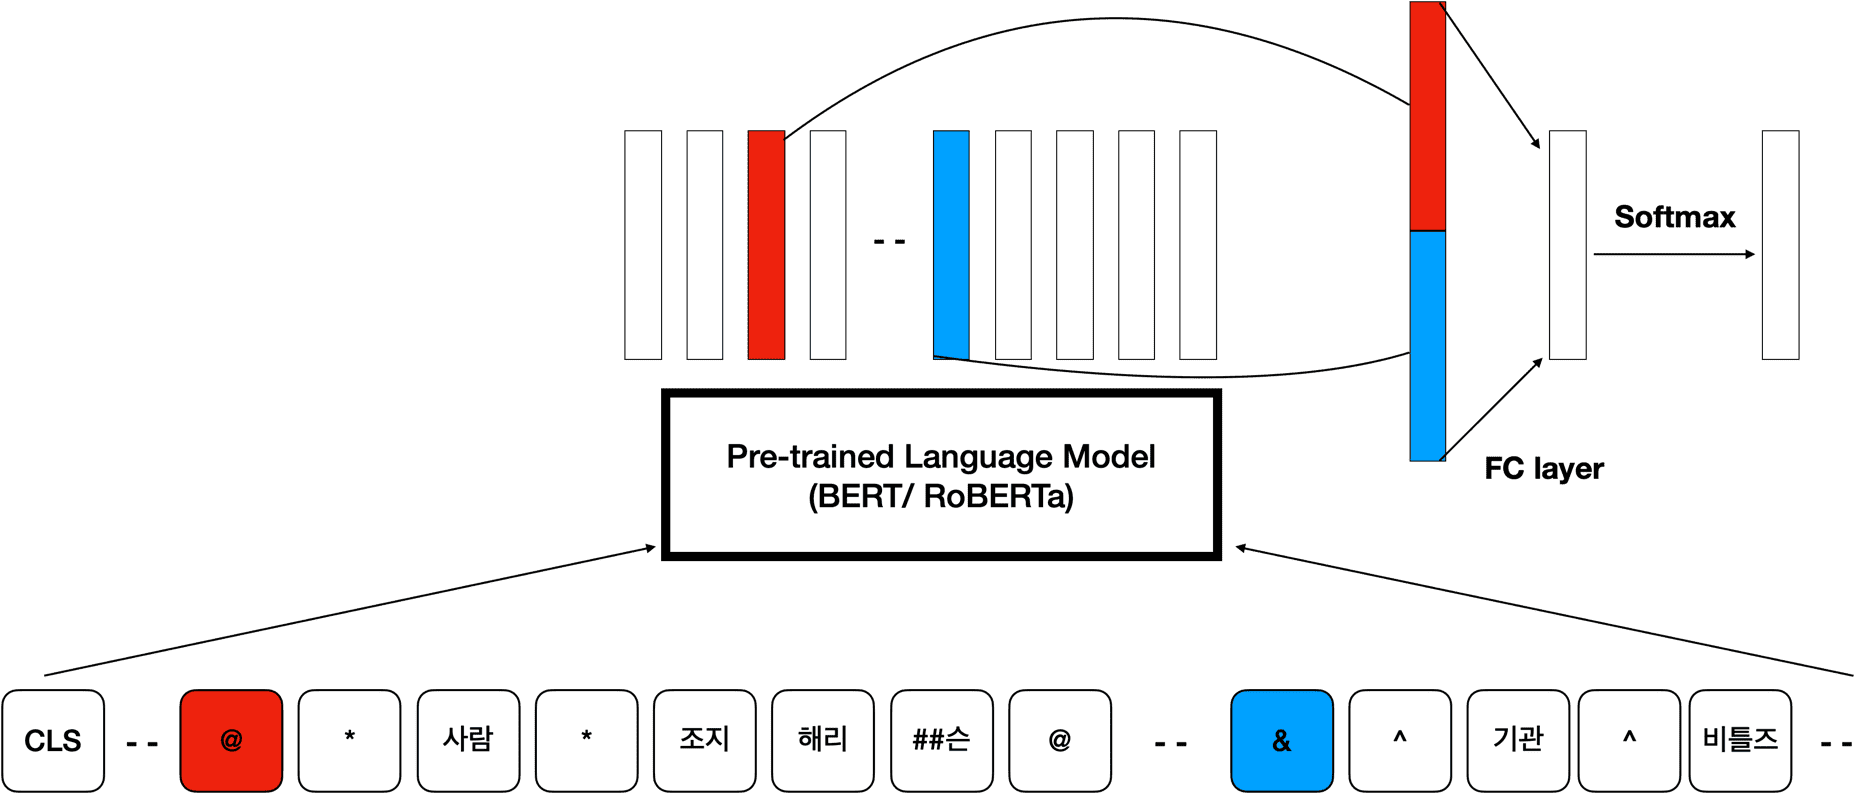 Softmax
Pre-trained Language Model
(BERT/ RoBERTa)
FC layer
CLS -- @ * 사람 * 조지 해리 ##슨 @ -- & ^ 기관 ^ 비틀즈 --